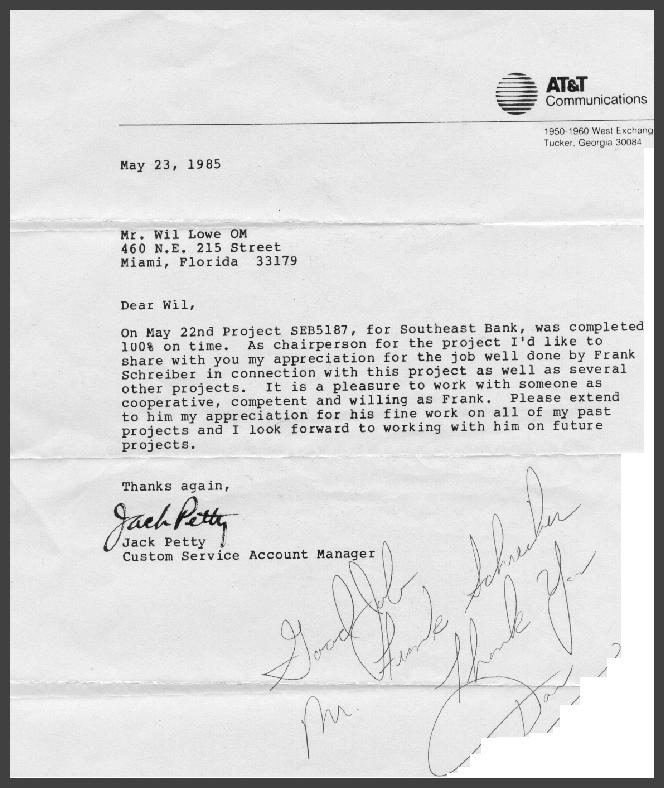 AT&T
Communications
1950-1960 West Exchang
Tucker, Georgia 30084
May 23, 1985
Mr. Wil Lowe OM
460 N.E. 215 Street
Miami, Florida 33179
Dear Wil,
On May 22nd Project SEB5187, for Southeast Bank, was completed
100% on time. As chairperson for the project I'd like to
share with you my appreciation for the job well done by Frank
Schreiber in connection with this project as well as several
other projects. It is a pleasure to work with someone as
cooperative, competent and willing as Frank. Please extend
to him my appreciation for his fine work on all of my past
projects and I look forward to working with him on future
projects.
Thanks again,
Jack Petty
Jack Petty
Custom Service Account Manager
Good Job
Mr. Frank Schreiber
Thank You